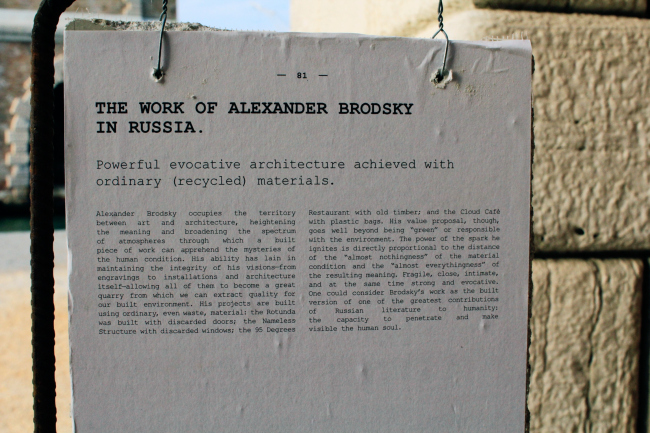 — 81 —
THE WORK OF ALEXANDER BRODSKY
IN RUSSIA.
Powerful evocative architecture achieved with
ordinary (recycled) materials.
Alexander Brodsky occupies the territory
between art and architecture, heightening
the meaning and broadening the spectrum
of atmospheres through which a built
piece of work can apprehend the mysteries of
the human condition. His ability has lain in
maintaining the integrity of his visions—from
engravings to installations and architecture
itself—allowing all of them to become a great
quarry from which we can extract quality for
our built environment. His projects are built
using ordinary, even waste, material: the Rotunda
was built with discarded doors; the Nameless
Structure with discarded windows; the 95 Degrees
Restaurant with old timber; and the Cloud Café
with plastic bags. His value proposal, though,
goes well beyond being "green" or responsible
with the environment. The power of the spark he
ignites is directly proportional to the distance
of the "almost nothingness" of the material
condition and the "almost everythingness" of
the resulting meaning. Fragile, close, intimate,
and at the same time strong and evocative.
One could consider Brodsky's work as the built
version of one of the greatest contributions
of Russian literature to humanity:
the capacity to penetrate and make
visible the human soul.